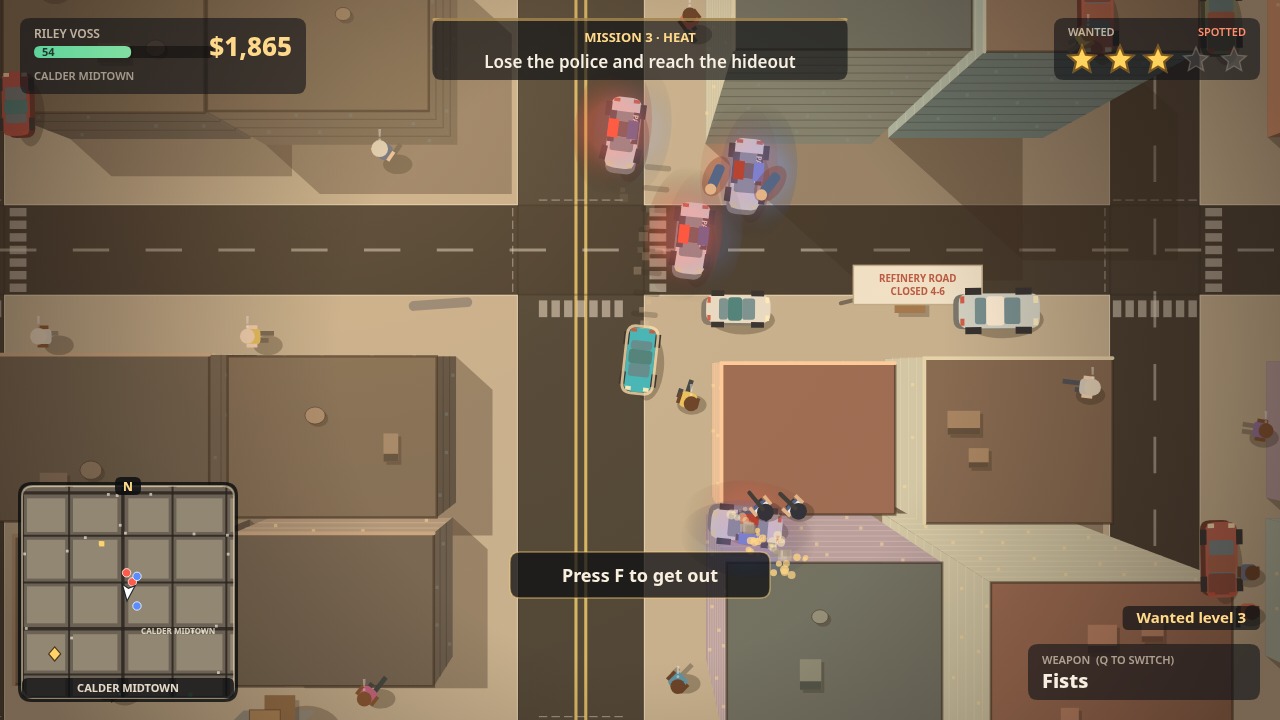 RILEY VOSS
54
$1,865
CALDER MIDTOWN
MISSION 3 · HEAT
Lose the police and reach the hideout
WANTED
SPOTTED
REFINERY ROAD
CLOSED 4-6
N
CALDER MIDTOWN
CALDER MIDTOWN
Press F to get out
Wanted level 3
WEAPON (Q TO SWITCH)
Fists